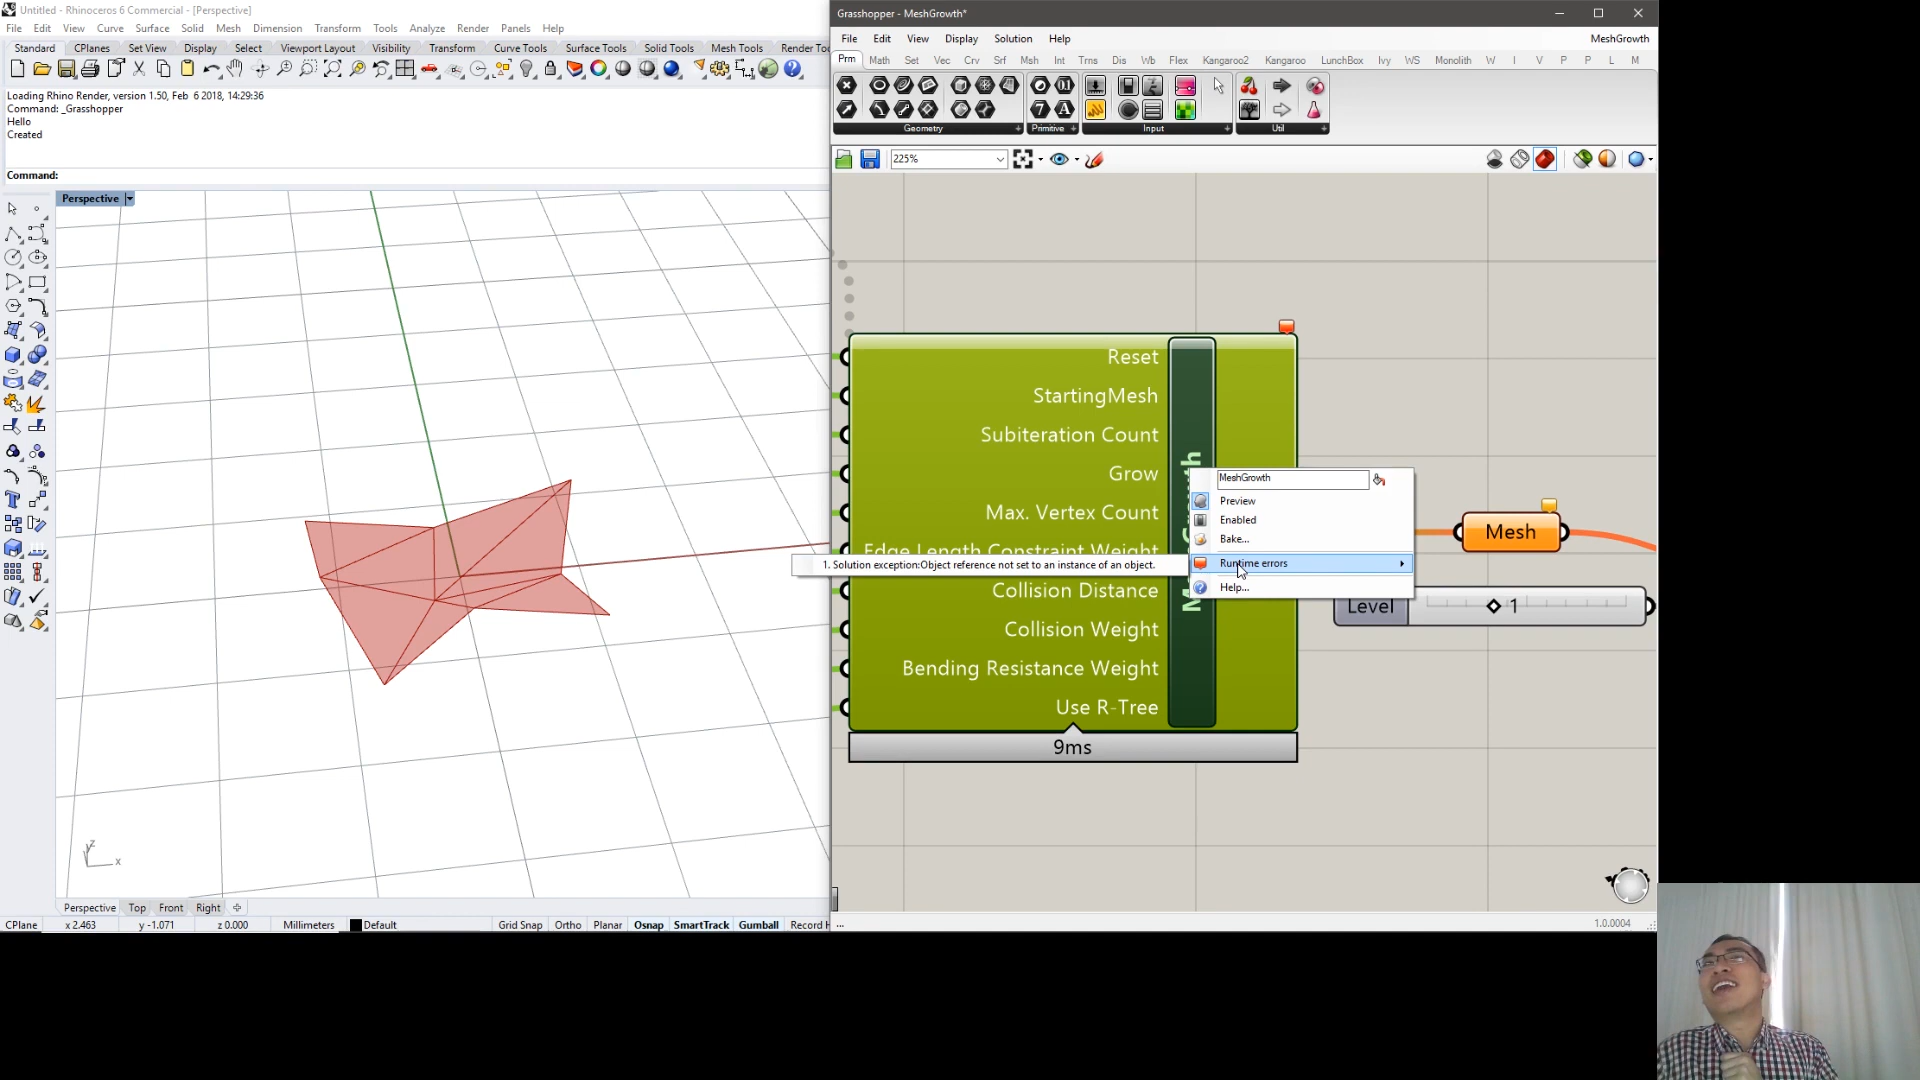 Untitled - Rhinoceros 6 Commercial - [Perspective]
File Edit View Curve Surface Solid Mesh Dimension Transform Tools Analyze Render Panels Help
Standard CPlanes Set View Display Select Viewport Layout Visibility Transform Curve Tools Surface Tools Solid Tools Mesh Tools Render Too
Loading Rhino Render, version 1.50, Feb 6 2018, 14:29:36
Command: _Grasshopper
Hello
Created
Command:
Perspective
y z x
Perspective Top Front Right
CPlane x 2.463 y -1.071 z 0.000 Millimeters Default Grid Snap Ortho Planar Osnap SmartTrack Gumball Record H
Grasshopper - MeshGrowth*
File Edit View Display Solution Help MeshGrowth
Prm Math Set Vec Crv Srf Msh Int Trns Dis Wb Flex Kangaroo2 Kangaroo LunchBox Ivy WS Monolith W I V P P L M
Geometry Primitive Input Util
225%
Reset
StartingMesh
Subiteration Count
Grow
Max. Vertex Count
Edge Length Constraint Weight
Collision Distance
Collision Weight
Bending Resistance Weight
Use R-Tree
9ms
MeshGrowth
Preview
Enabled
Bake...
Runtime errors
Help...
1. Solution exception:Object reference not set to an instance of an object.
Mesh
Level 1
... 1.0.0004